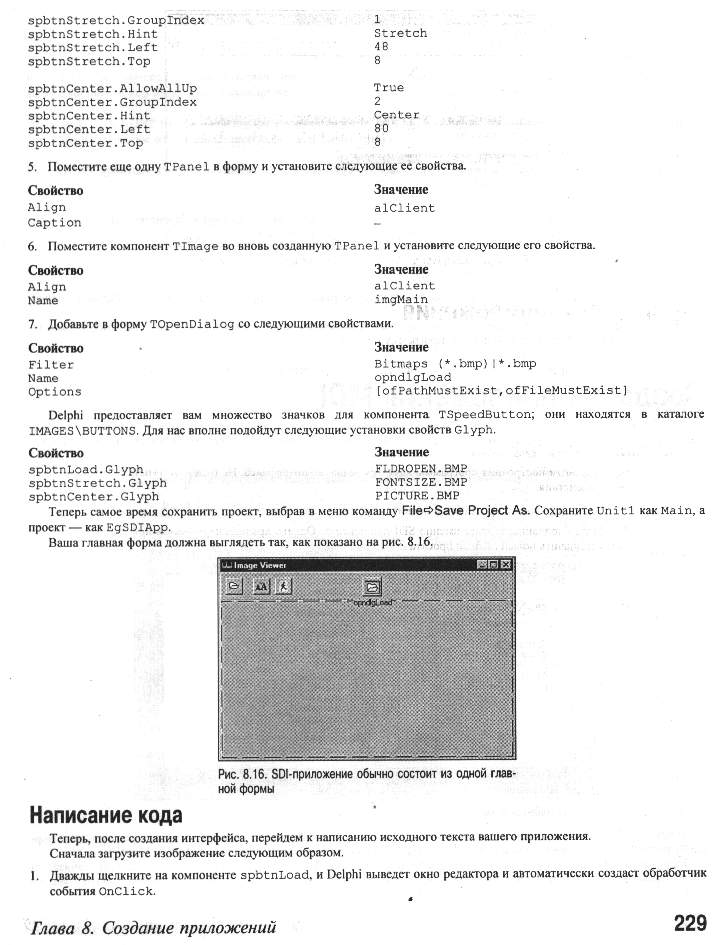 spbtnStretch.GroupIndex 1
spbtnStretch.Hint Stretch
spbtnStretch.Left 48
spbtnStretch.Top 8
spbtnCenter.AllowAllUp True
spbtnCenter.GroupIndex 2
spbtnCenter.Hint Center
spbtnCenter.Left 80
spbtnCenter.Top 8
5. Поместите еще одну TPanel в форму и установите следующие ее свойства.
Свойство Значение
Align alClient
Caption –
6. Поместите компонент TImage во вновь созданную TPanel и установите следующие его свойства.
Свойство Значение
Align alClient
Name imgMain
7. Добавьте в форму TOpenDialog со следующими свойствами.
Свойство Значение
Filter Bitmaps (*.bmp)|*.bmp
Name opndlgLoad
Options [ofPathMustExist,ofFileMustExist]
Delphi предоставляет вам множество значков для компонента TSpeedButton; они находятся в каталоге
IMAGES\BUTTONS. Для нас вполне подойдут следующие установки свойств Glyph.
Свойство Значение
spbtnLoad.Glyph FLDROPEN.BMP
spbtnStretch.Glyph FONTSIZE.BMP
spbtnCenter.Glyph PICTURE.BMP
Теперь самое время сохранить проект, выбрав в меню команду File⇨Save Project As. Сохраните Unit1 как Main, а
проект — как EgSDIApp.
Ваша главная форма должна выглядеть так, как показано на рис. 8.16.
Image Viewer
AA
opndlgLoad
Рис. 8.16. SDI-приложение обычно состоит из одной глав-
ной формы
Написание кода
Теперь, после создания интерфейса, перейдем к написанию исходного текста вашего приложения.
Сначала загрузите изображение следующим образом.
1. Дважды щелкните на компоненте spbtnLoad, и Delphi выведет окно редактора и автоматически создаст обработчик
события OnClick.
Глава 8. Создание приложений 229